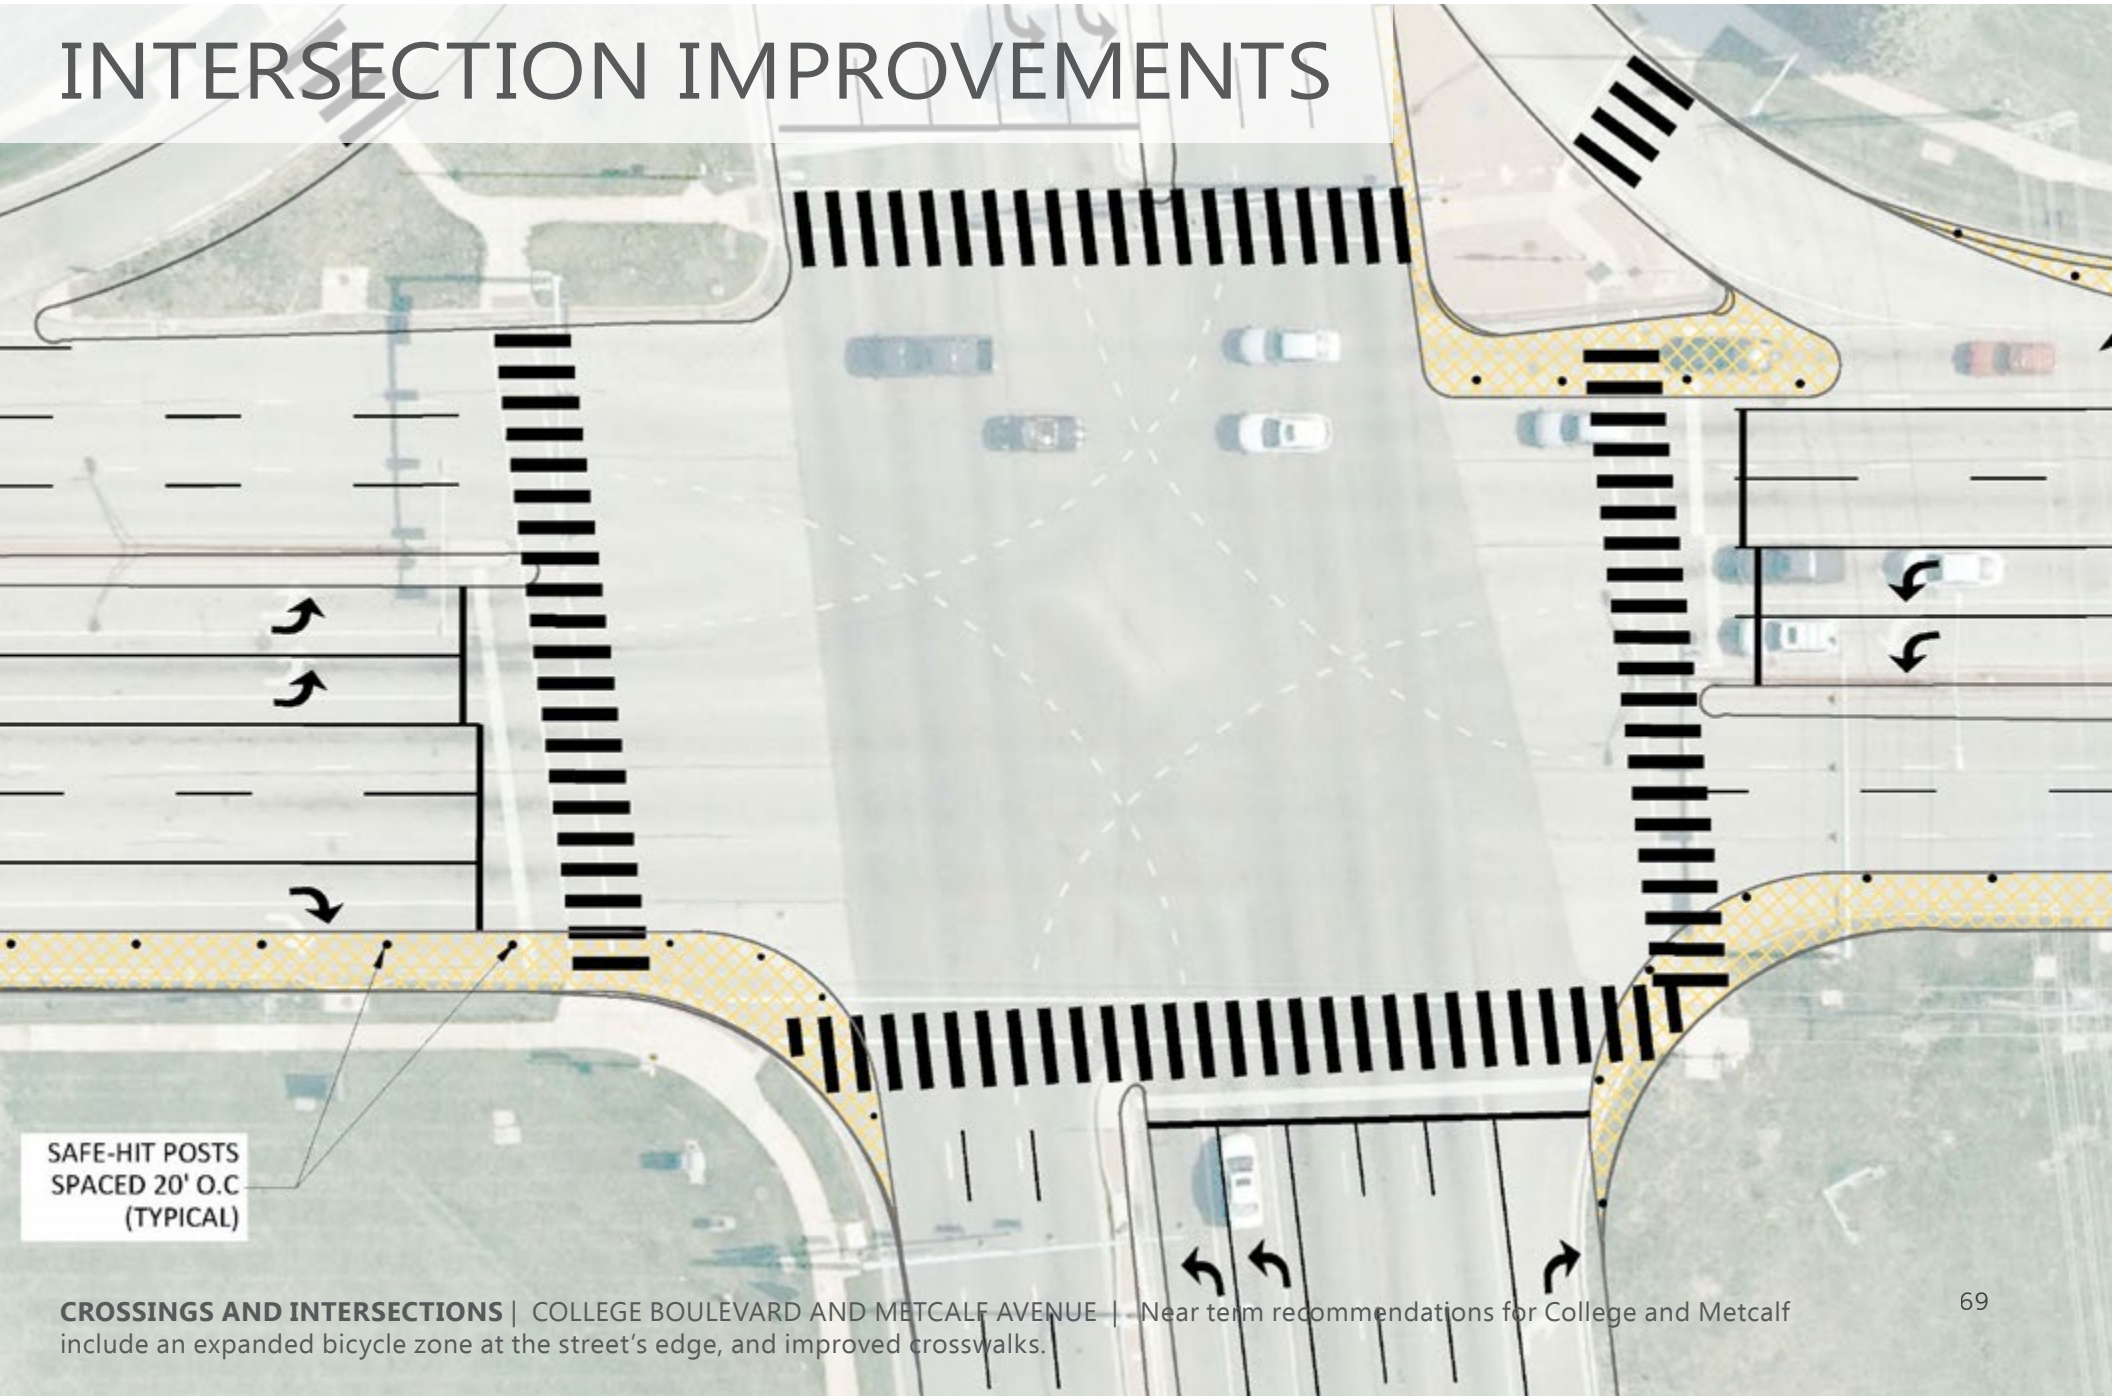 INTERSECTION IMPROVEMENTS
SAFE-HIT POSTS
SPACED 20' O.C
(TYPICAL)
CROSSINGS AND INTERSECTIONS | COLLEGE BOULEVARD AND METCALF AVENUE | Near term recommendations for College and Metcalf
include an expanded bicycle zone at the street’s edge, and improved crosswalks.
69